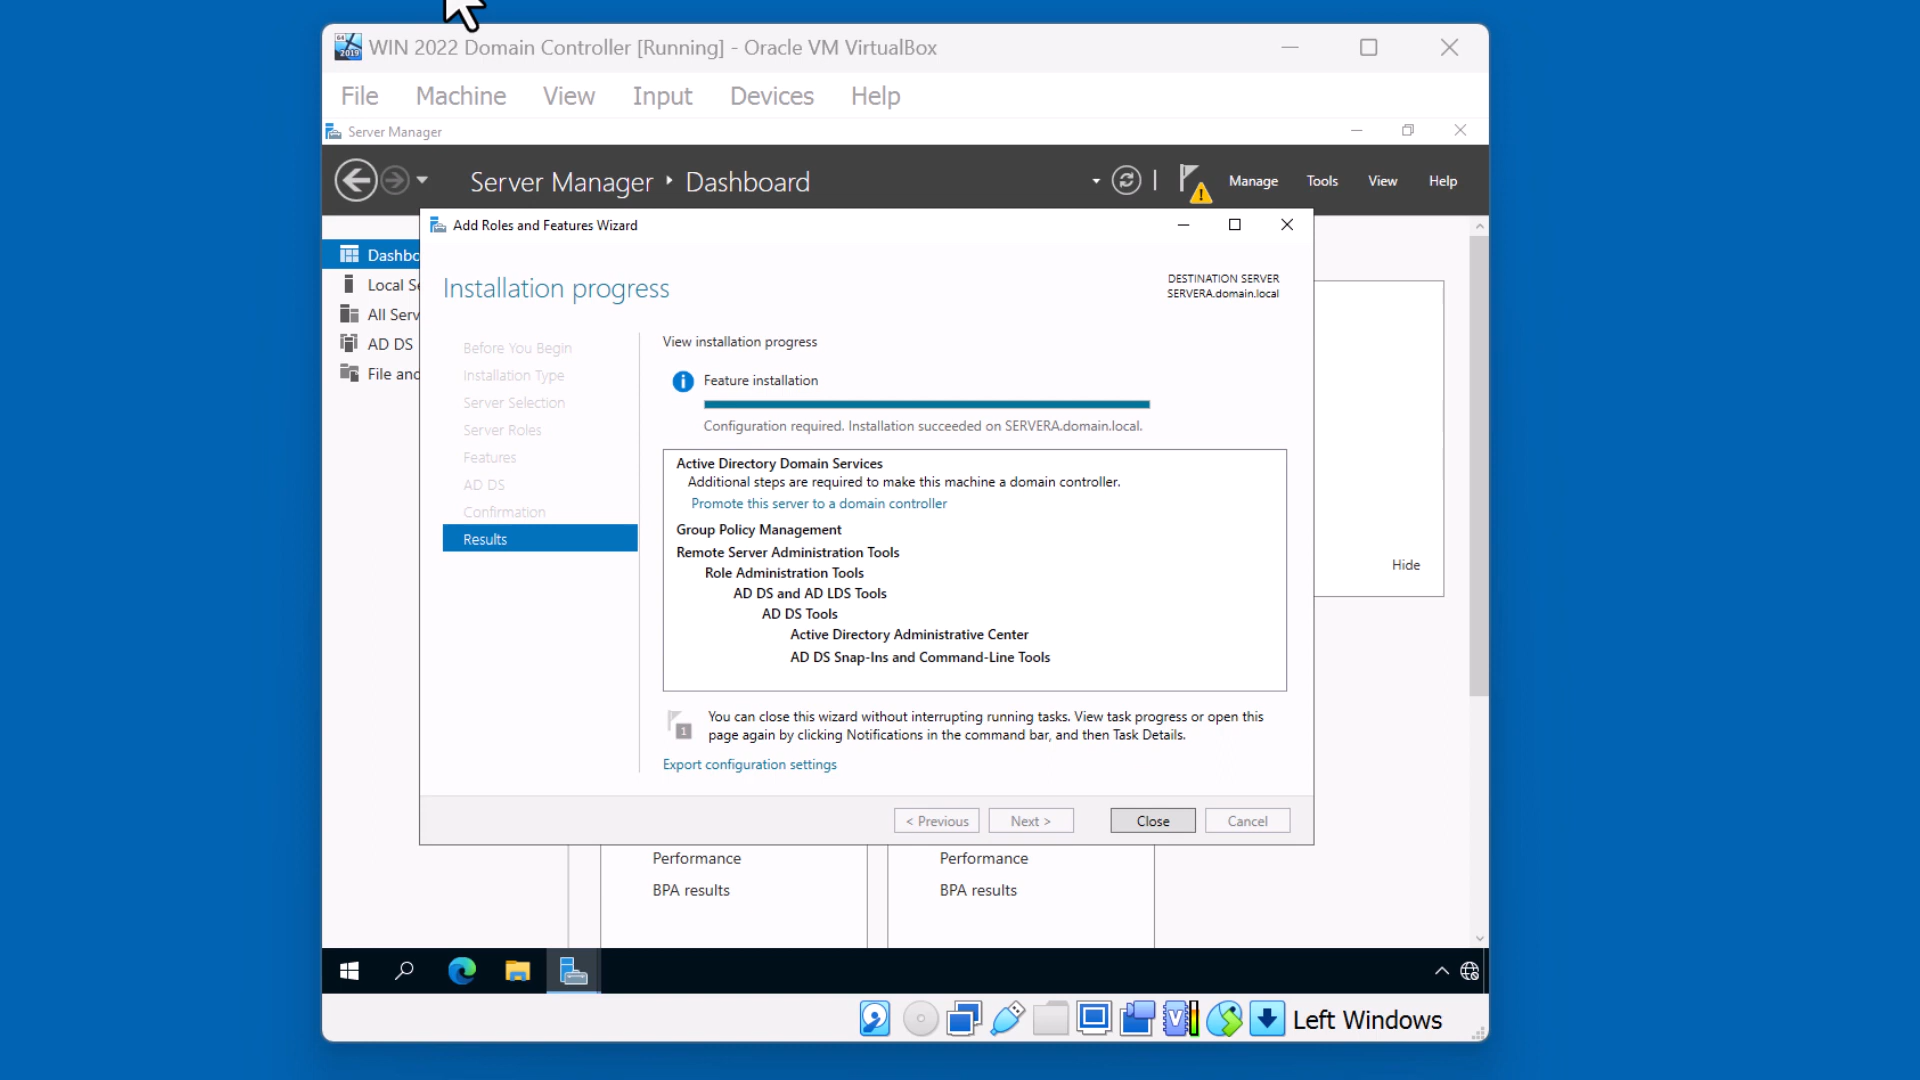 WIN 2022 Domain Controller [Running] - Oracle VM VirtualBox
File Machine View Input Devices Help
Server Manager
Server Manager Dashboard
Manage Tools View Help
Add Roles and Features Wizard
Dashbo
Local Se
All Serv
AD DS
File and
Installation progress
DESTINATION SERVER
SERVERA.domain.local
Before You Begin
Installation Type
Server Selection
Server Roles
Features
AD DS
Confirmation
Results
View installation progress
Feature installation
Configuration required. Installation succeeded on SERVERA.domain.local.
Active Directory Domain Services
Additional steps are required to make this machine a domain controller.
Promote this server to a domain controller
Group Policy Management
Remote Server Administration Tools
Role Administration Tools
AD DS and AD LDS Tools
AD DS Tools
Active Directory Administrative Center
AD DS Snap-Ins and Command-Line Tools
1
You can close this wizard without interrupting running tasks. View task progress or open this
page again by clicking Notifications in the command bar, and then Task Details.
Export configuration settings
< Previous Next > Close Cancel
Hide
Performance Performance
BPA results BPA results
Left Windows